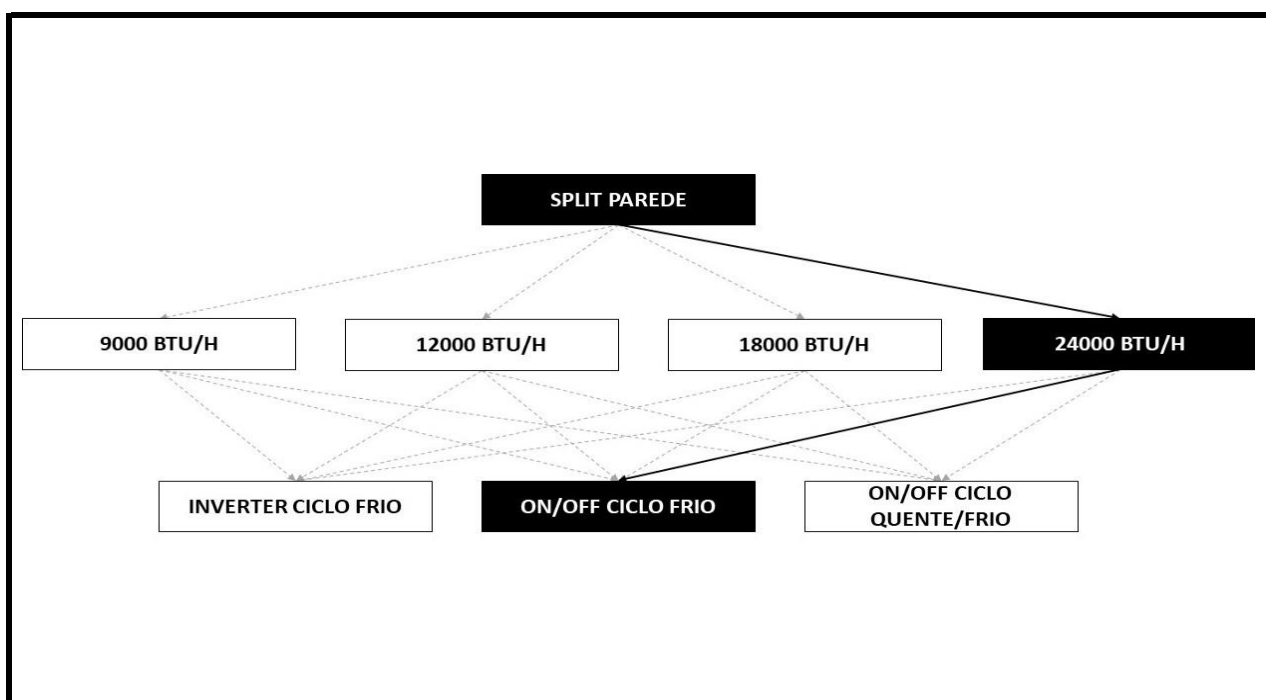 SPLIT PAREDE
9000 BTU/H
12000 BTU/H
18000 BTU/H
24000 BTU/H
INVERTER CICLO FRIO
ON/OFF CICLO FRIO
ON/OFF CICLO
QUENTE/FRIO